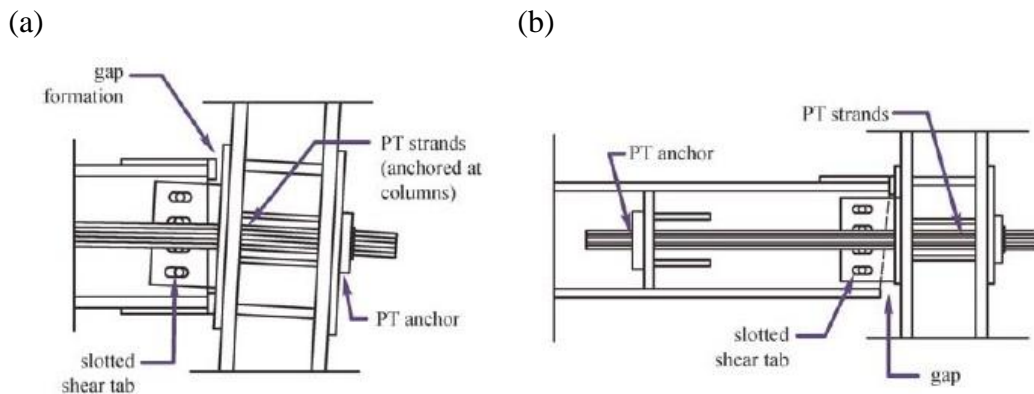 (a)
gap
formation
PT strands
(anchored at
columns)
PT anchor
slotted
shear tab
(b)
PT strands
PT anchor
slotted
shear tab
gap